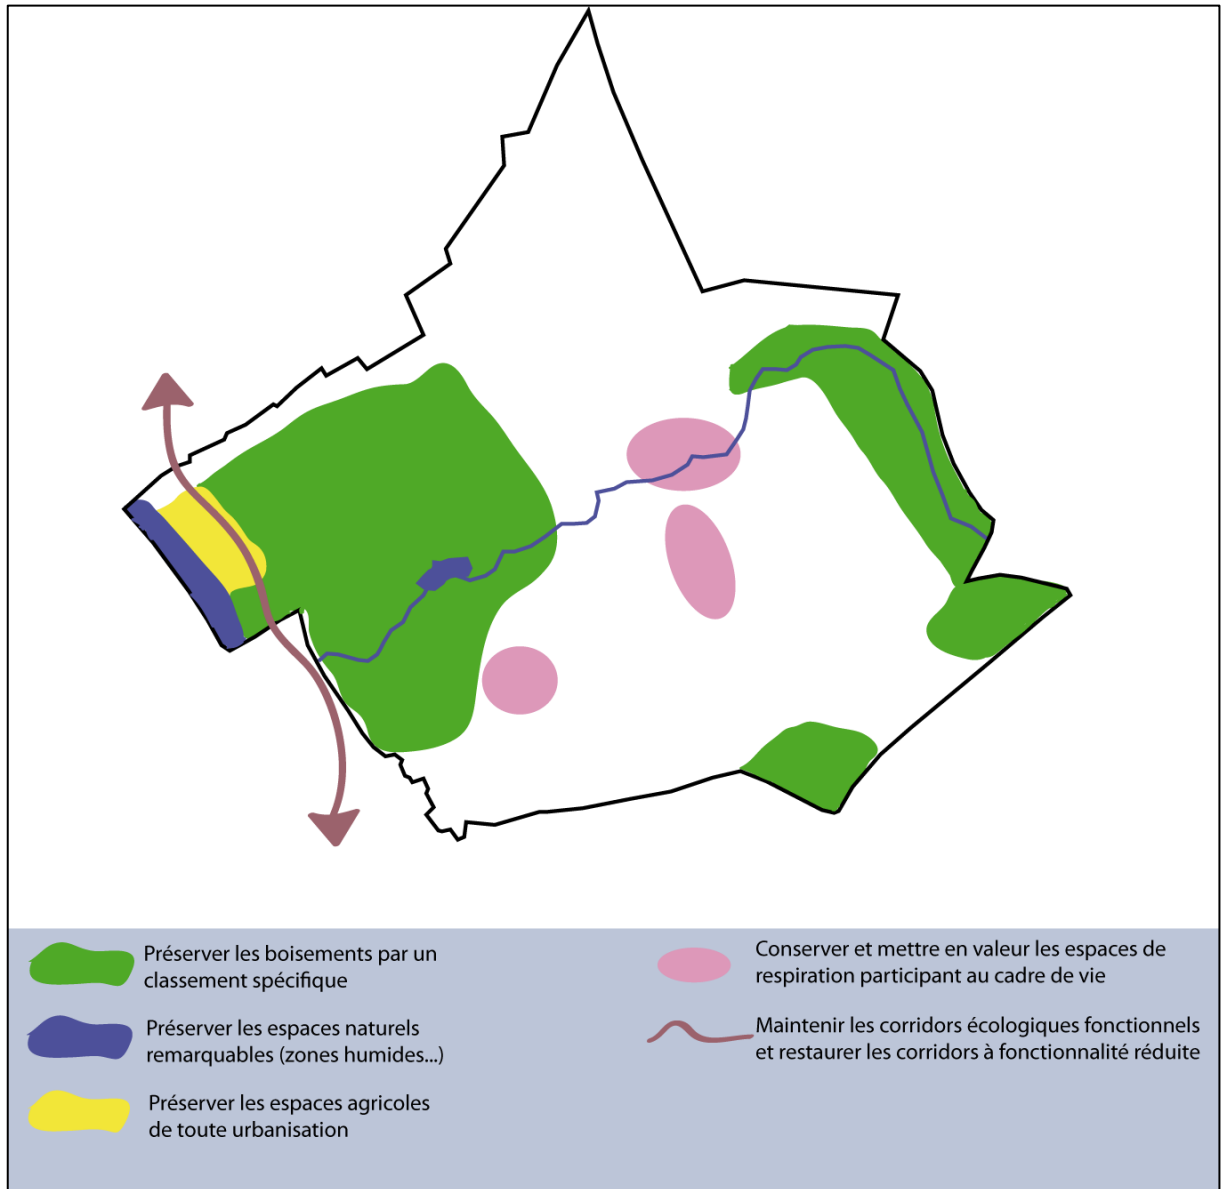 Préserver les boisements par un
classement spécifique
Préserver les espaces naturels
remarquables (zones humides...)
Préserver les espaces agricoles
de toute urbanisation
Conserver et mettre en valeur les espaces de
respiration participant au cadre de vie
Maintenir les corridors écologiques fonctionnels
et restaurer les corridors à fonctionnalité réduite